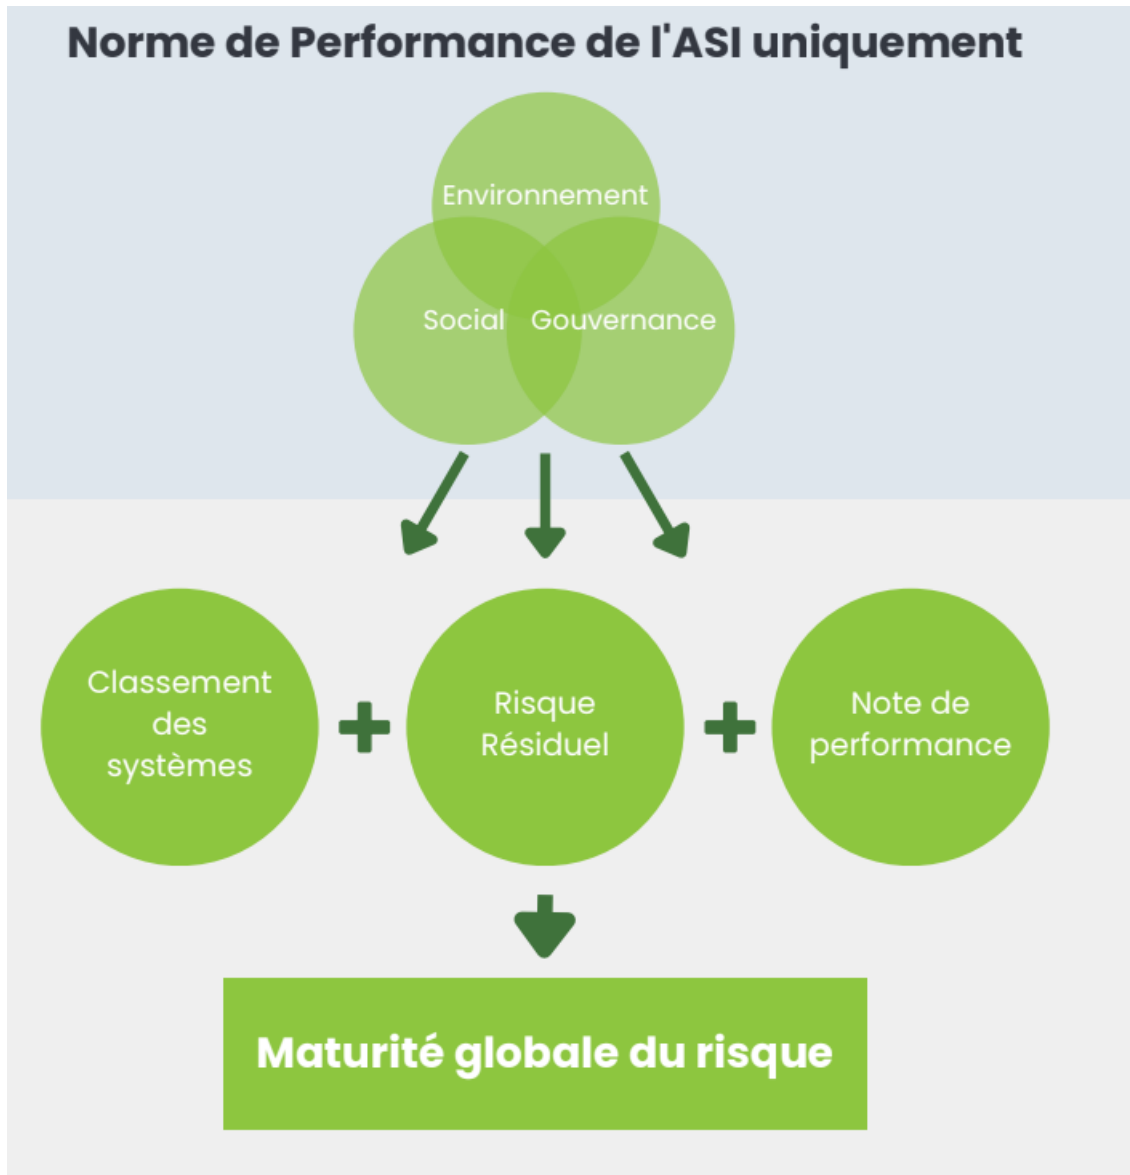 Norme de Performance de l'ASI uniquement
Environnement
Social
Gouvernance
Classement
des
systèmes
Risque
Résiduel
Note de
performance
Maturité globale du risque